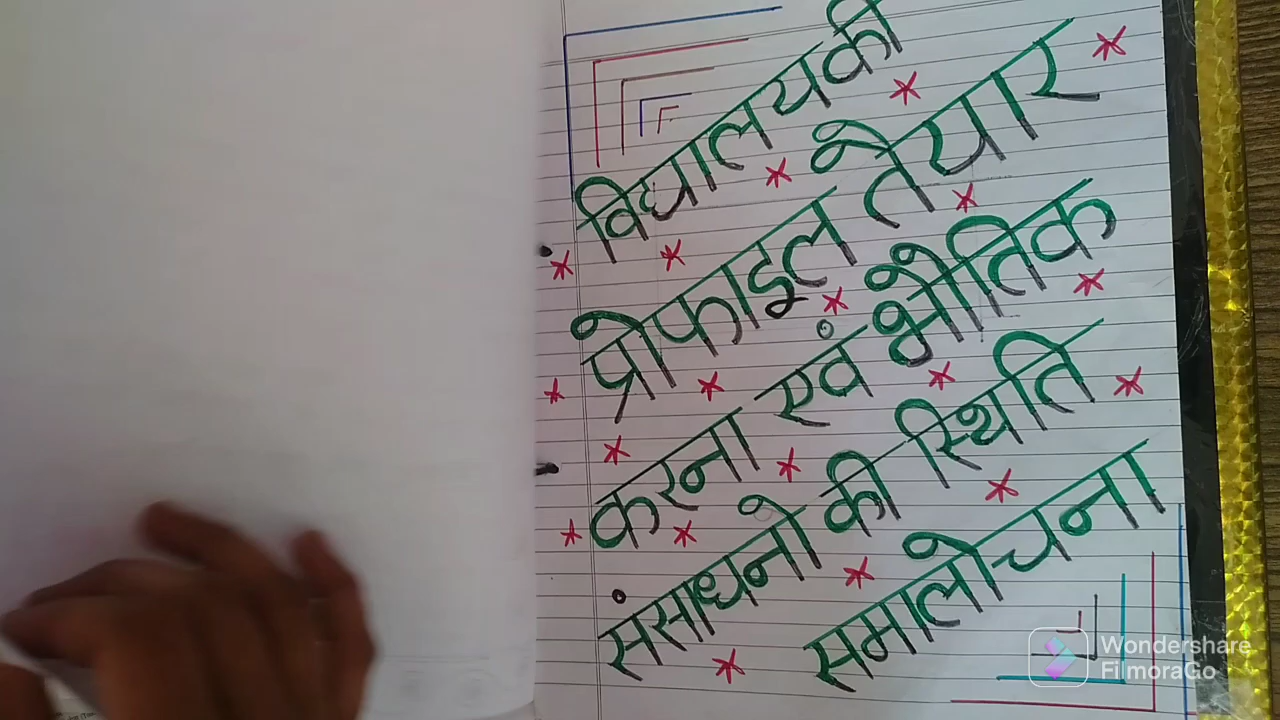 विद्यालय की
प्रोफाइल तैयार
करना एवं भौतिक
संसाधनो की स्थिति
समालोचना
Wondershare
FilmoraGo